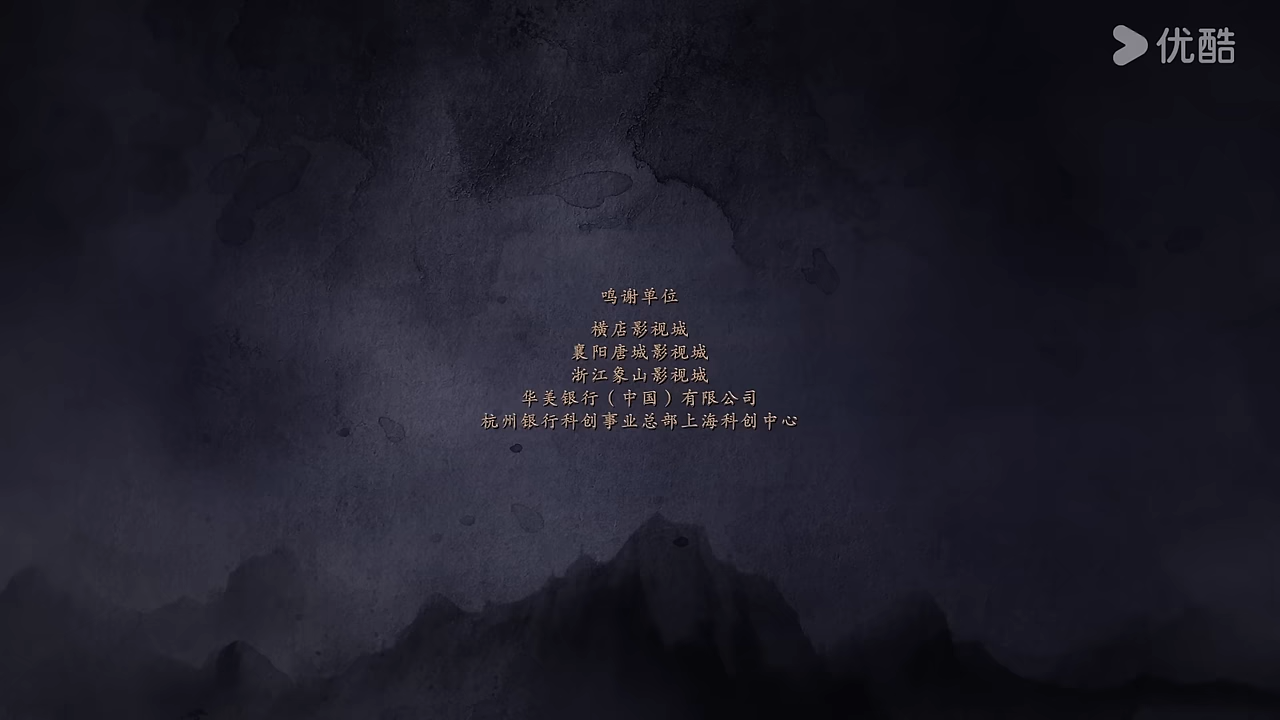 优酷
鸣谢单位
横店影视城
襄阳唐城影视城
浙江象山影视城
华美银行（中国）有限公司
杭州银行科创事业总部上海科创中心